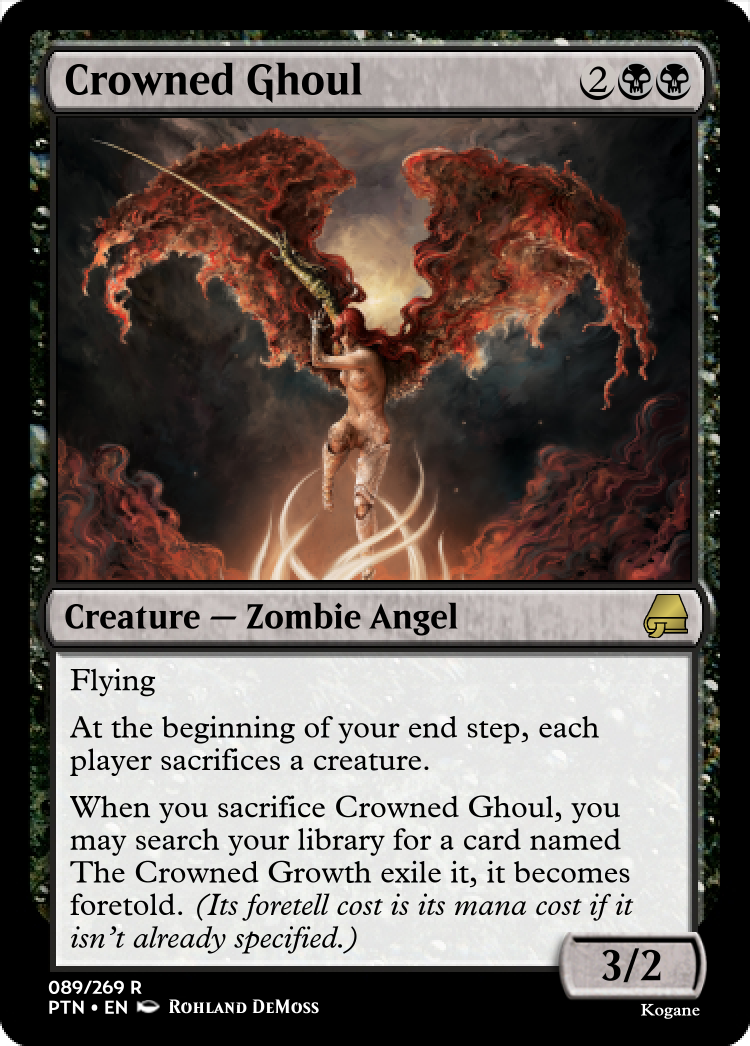 Crowned Ghoul 2
Creature — Zombie Angel
Flying
At the beginning of your end step, each
player sacrifices a creature.
When you sacrifice Crowned Ghoul, you
may search your library for a card named
The Crowned Growth exile it, it becomes
foretold. (Its foretell cost is its mana cost if it
isn't already specified.)
3/2
089/269 R
PTN • EN Rohland DeMoss
Kogane